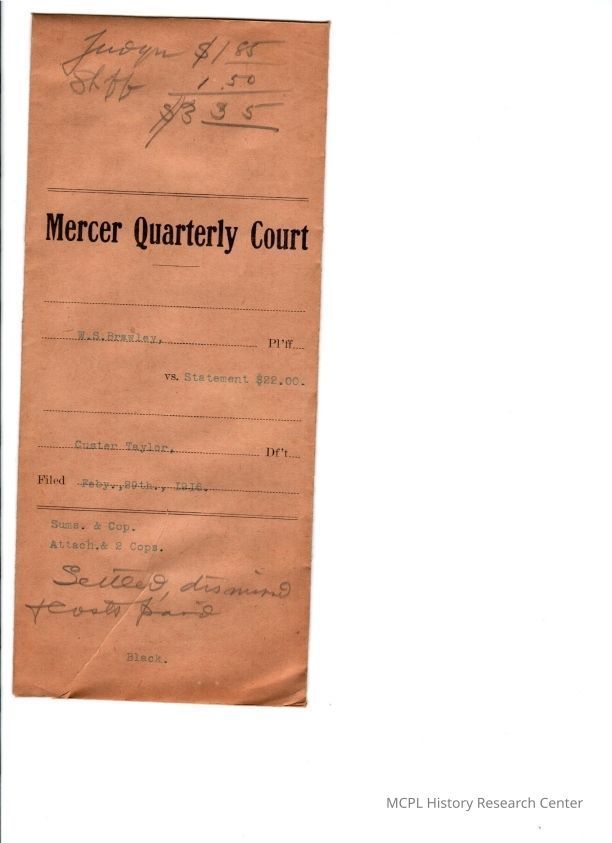 Judge $1 85
Shff 1.50
$3 35
Mercer Quarterly Court
W.S.Brawley, Pl'ff.
vs. Statement $22.00.
Custer Taylor, Df't.
Filed Feby.,29th., 1916.
Sums. & Cop.
Attach.& 2 Cops.
Settled, dismissed
& costs paid
Black.
MCPL History Research Center